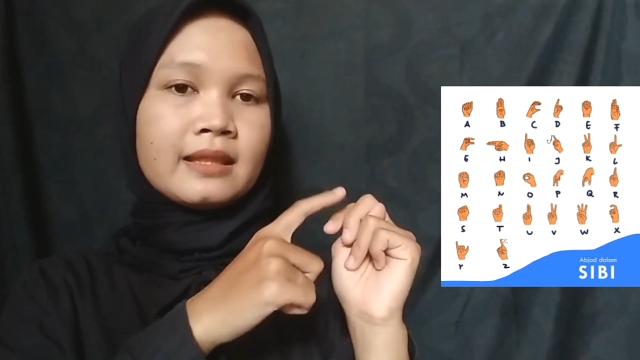 A B C D E F
G H I J K L
M N O P Q R
S T U V W X
Y Z
Abjad dalam
SIBI